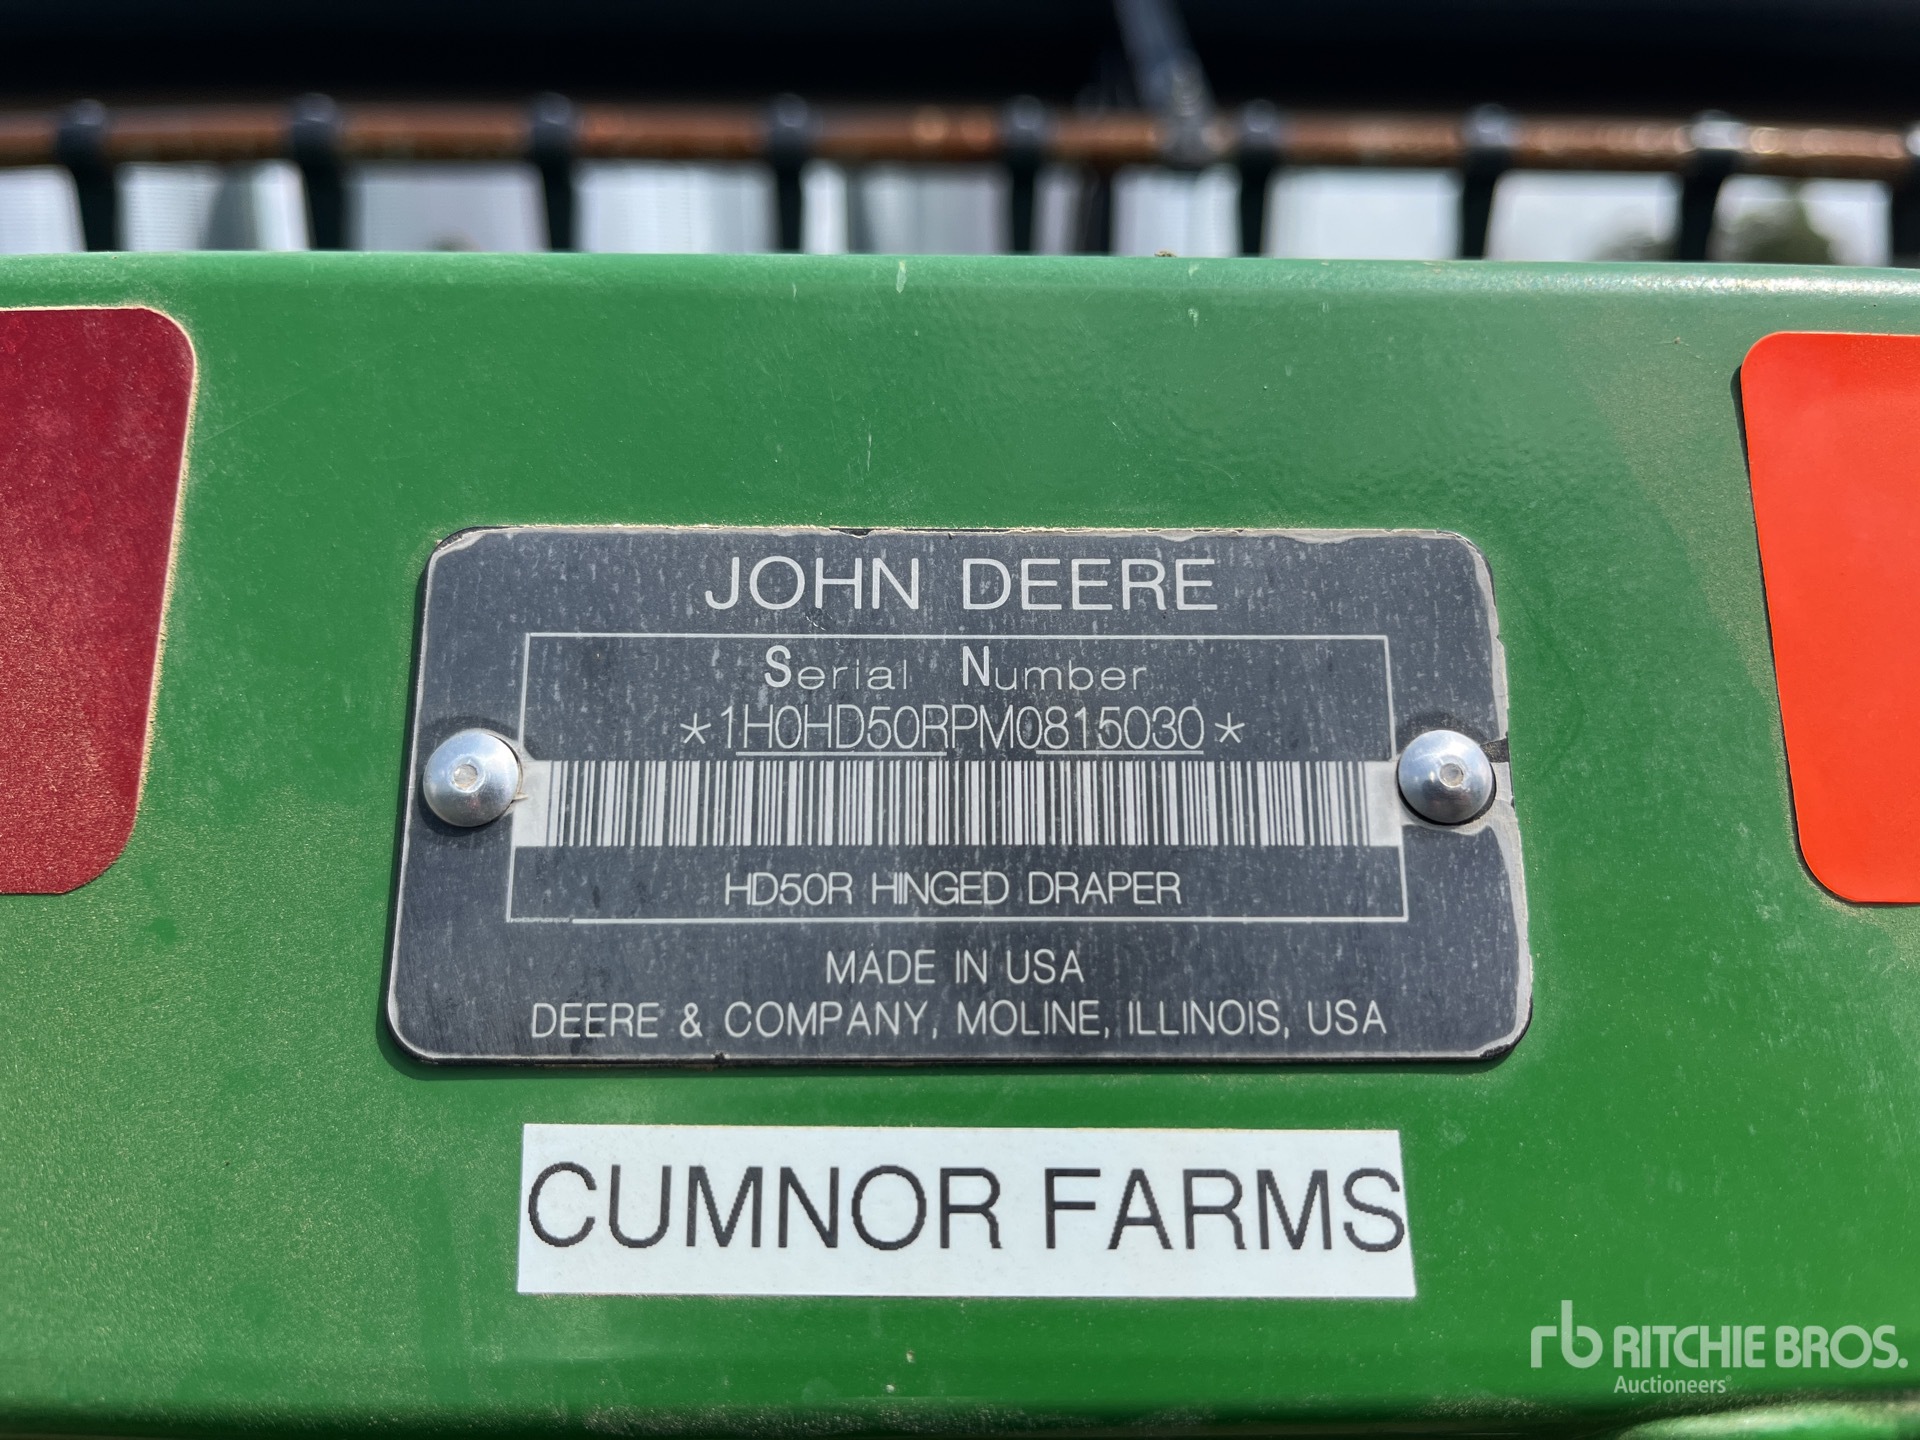 JOHN DEERE
Serial Number
*1H0HD50RPM0815030*
HD50R HINGED DRAPER
MADE IN USA
DEERE & COMPANY, MOLINE, ILLINOIS, USA
CUMNOR FARMS
rb RITCHIE BROS.
Auctioneers